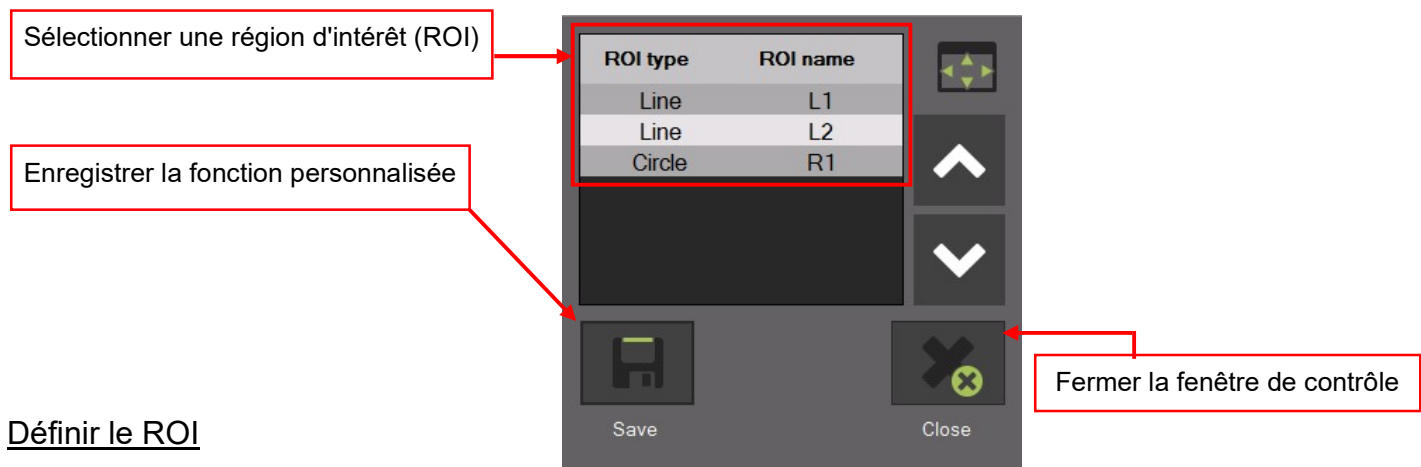 Sélectionner une région d'intérêt (ROI)
ROI type ROI name
Line L1
Line L2
Circle R1
Enregistrer la fonction personnalisée
Fermer la fenêtre de contrôle
Save Close
Définir le ROI